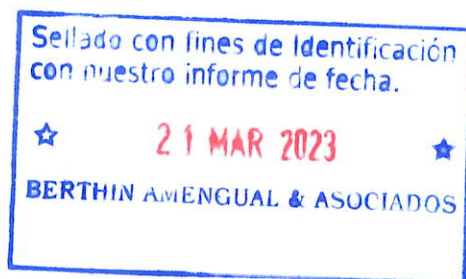 Sellado con fines de Identificación
con nuestro informe de fecha.
21 MAR 2023
BERTHIN AMENGUAL & ASOCIADOS